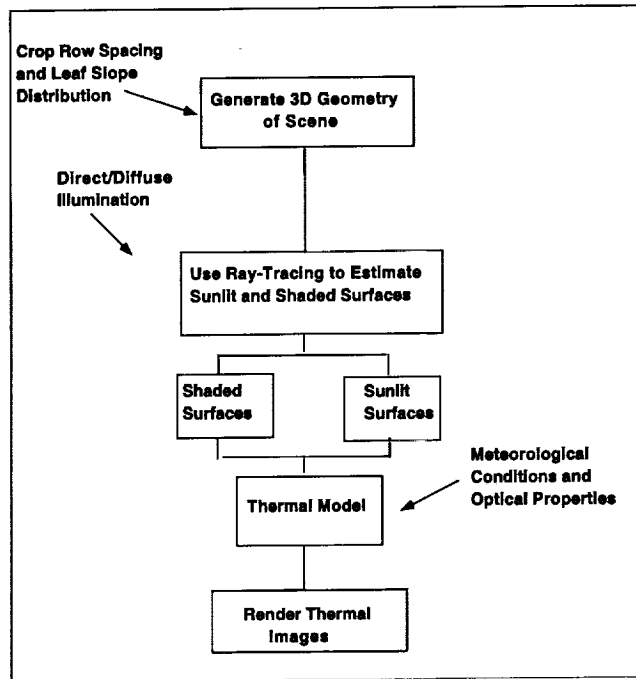 Crop Row Spacing
and Leaf Slope
Distribution
Generate 3D Geometry
of Scene
Direct/Diffuse
Illumination
Use Ray-Tracing to Estimate
Sunlit and Shaded Surfaces
Shaded
Surfaces
Sunlit
Surfaces
Meteorological
Conditions and
Optical Properties
Thermal Model
Render Thermal
Images